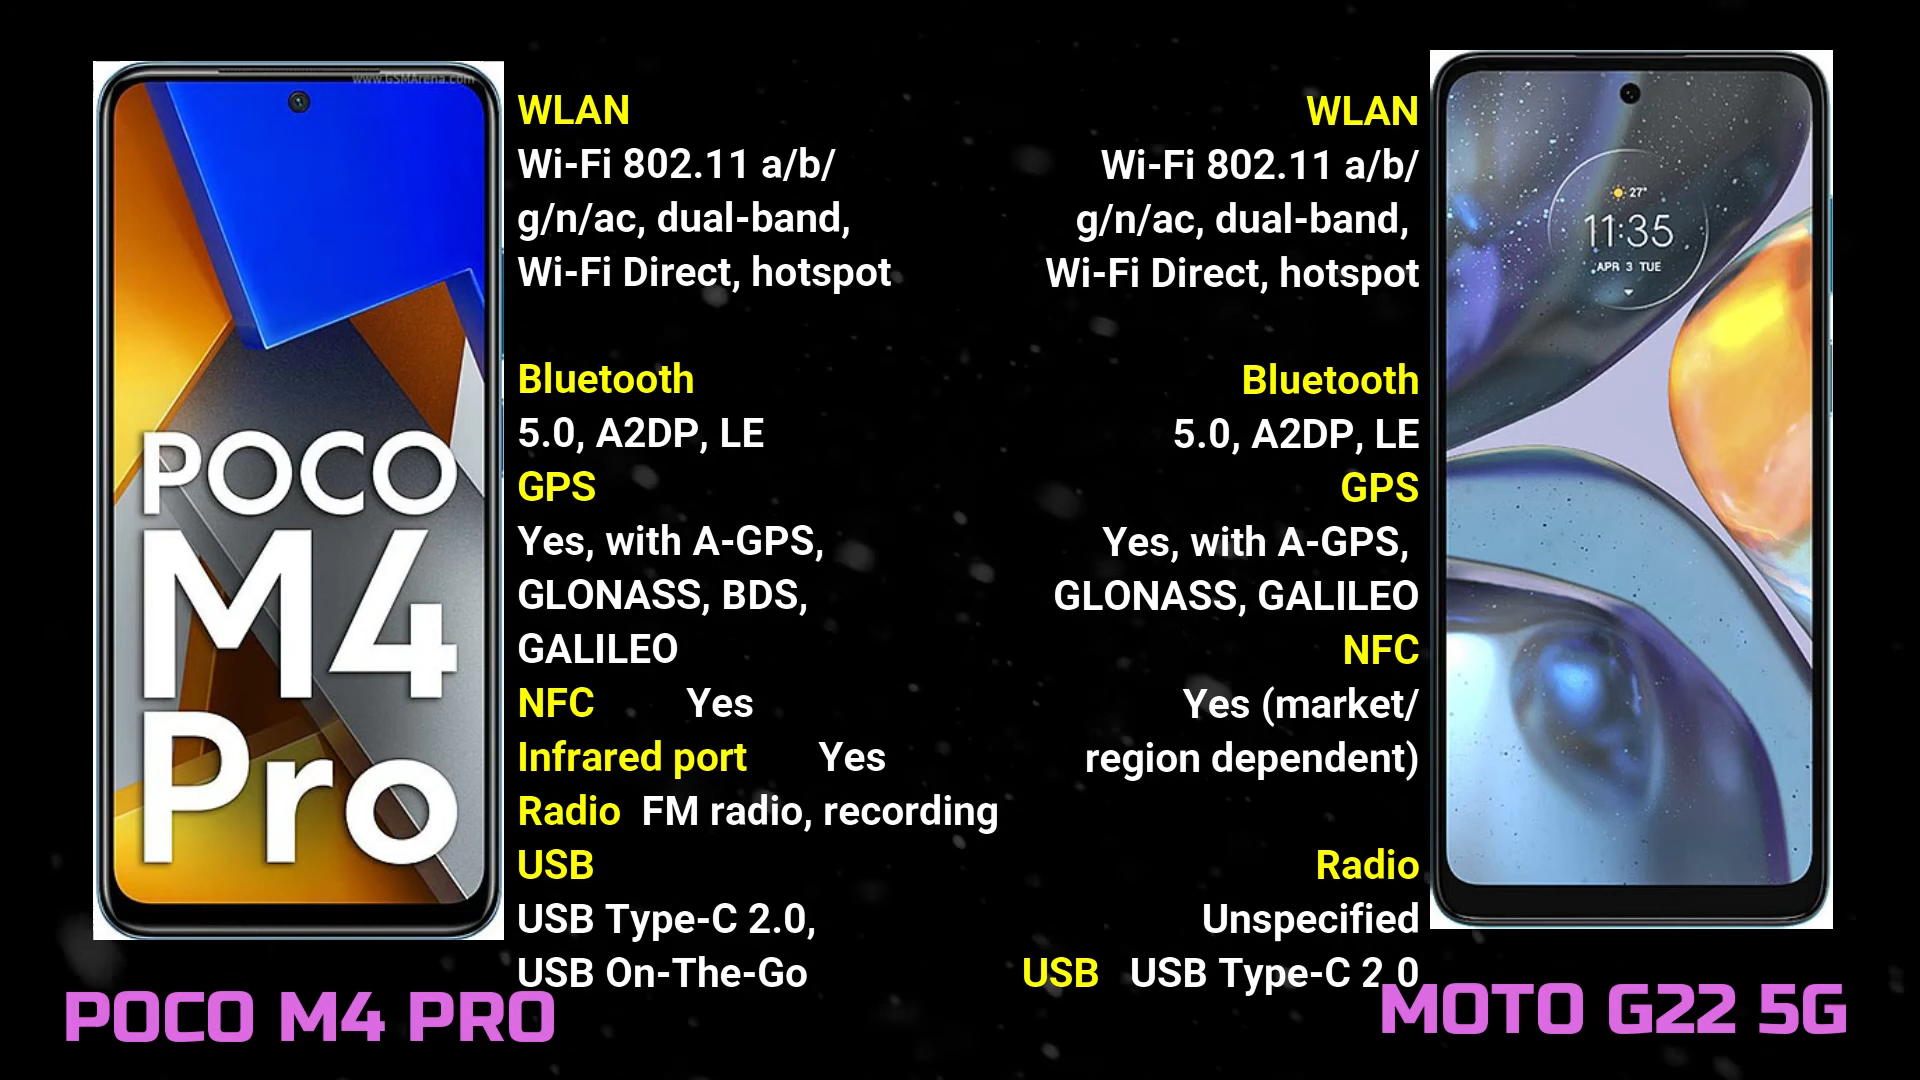 www.GSMArena.com
POCO
M4
Pro
WLAN
Wi-Fi 802.11 a/b/
g/n/ac, dual-band,
Wi-Fi Direct, hotspot
Bluetooth
5.0, A2DP, LE
GPS
Yes, with A-GPS,
GLONASS, BDS,
GALILEO
NFC Yes
Infrared port Yes
Radio FM radio, recording
USB
USB Type-C 2.0,
USB On-The-Go
POCO M4 PRO
WLAN
Wi-Fi 802.11 a/b/
g/n/ac, dual-band,
Wi-Fi Direct, hotspot
Bluetooth
5.0, A2DP, LE
GPS
Yes, with A-GPS,
GLONASS, GALILEO
NFC
Yes (market/
region dependent)
Radio
Unspecified
USB USB Type-C 2.0
27°
11:35
APR 3 TUE
MOTO G22 5G